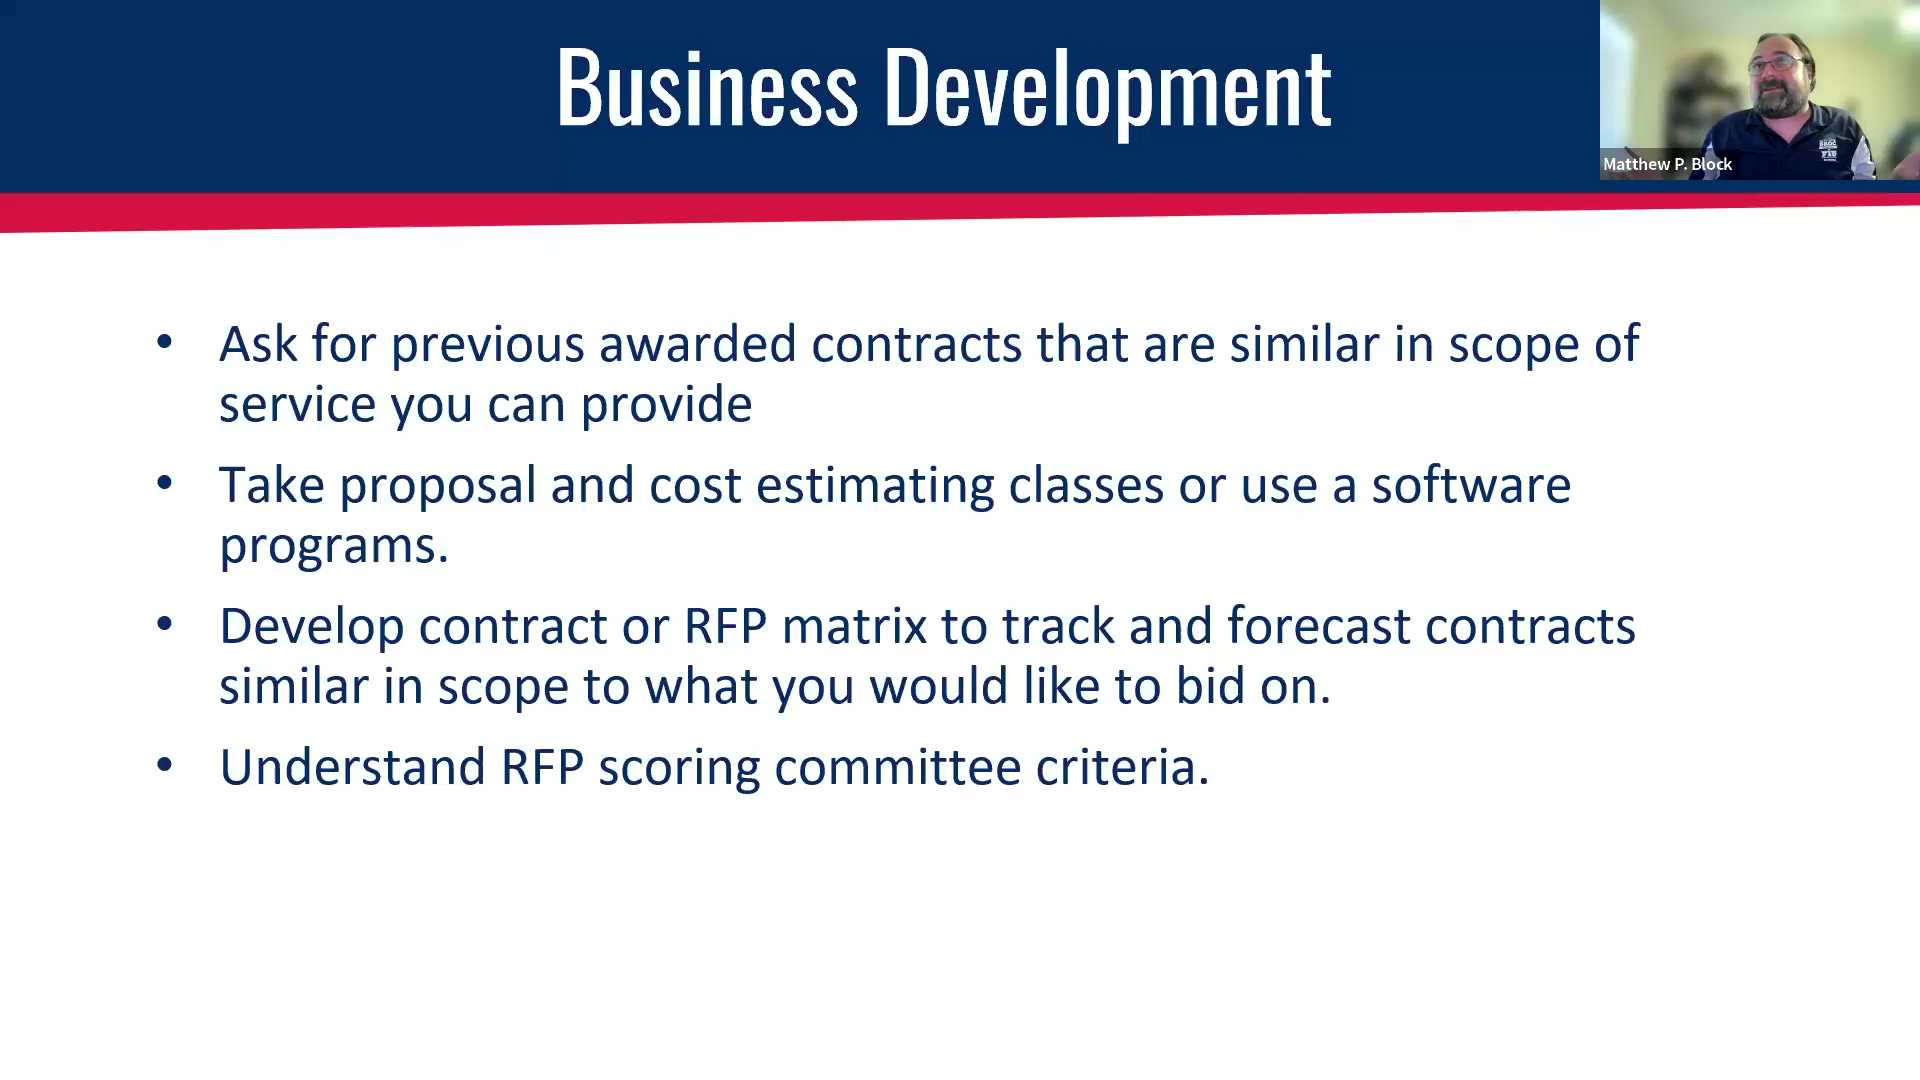 Business Development
Matthew P. Block
SBDC
FIU
• Ask for previous awarded contracts that are similar in scope of
service you can provide
• Take proposal and cost estimating classes or use a software
programs.
• Develop contract or RFP matrix to track and forecast contracts
similar in scope to what you would like to bid on.
• Understand RFP scoring committee criteria.